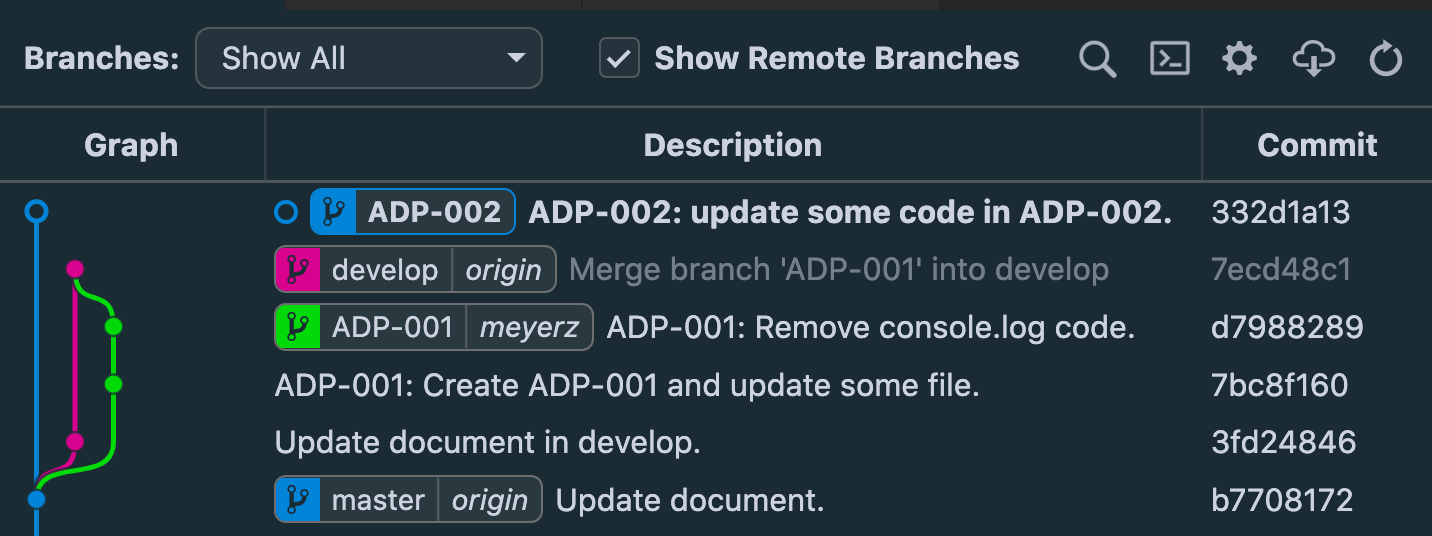 Branches: Show All Show Remote Branches
Graph Description Commit
ADP-002 ADP-002: update some code in ADP-002. 332d1a13
develop origin Merge branch 'ADP-001' into develop 7ecd48c1
ADP-001 meyerz ADP-001: Remove console.log code. d7988289
ADP-001: Create ADP-001 and update some file. 7bc8f160
Update document in develop. 3fd24846
master origin Update document. b7708172